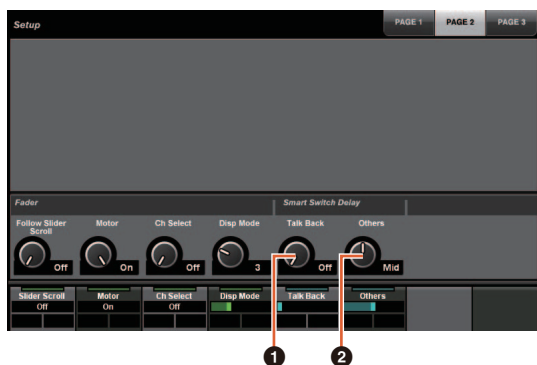 Setup
PAGE 1 PAGE 2 PAGE 3
Fader Smart Switch Delay
Follow Slider Scroll Motor Ch Select Disp Mode Talk Back Others
Off On Off 3 Off Mid
Slider Scroll Motor Ch Select Disp Mode Talk Back Others
Off On Off
1 2